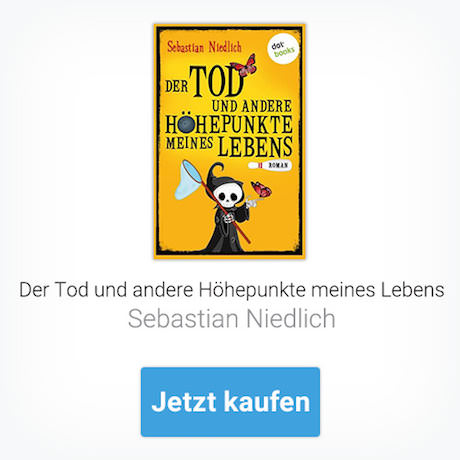 Sebastian Niedlich
dot
books
DER TOD
UND ANDERE
HÖHEPUNKTE
MEINES LEBENS
ROMAN
Der Tod und andere Höhepunkte meines Lebens
Sebastian Niedlich
Jetzt kaufen